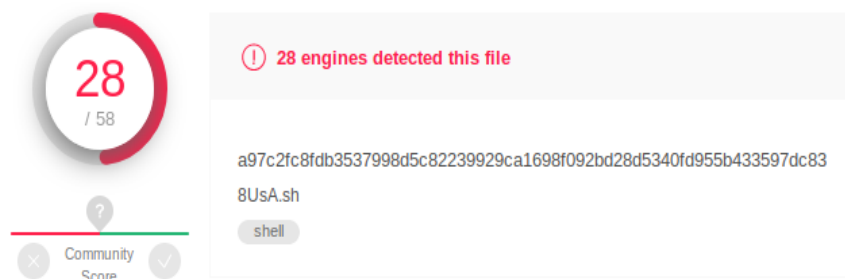 28
/ 58
?
Community
Score
28 engines detected this file
a97c2fc8fdb3537998d5c82239929ca1698f092bd28d5340fd955b433597dc83
8UsA.sh
shell